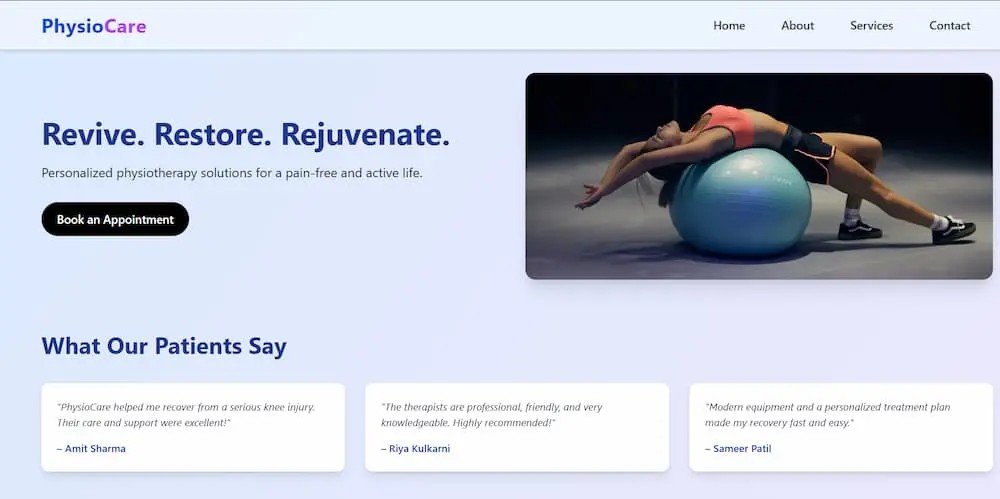 PhysioCare
Home
About
Services
Contact
Revive. Restore. Rejuvenate.
Personalized physiotherapy solutions for a pain-free and active life.
Book an Appointment
What Our Patients Say
"PhysioCare helped me recover from a serious knee injury.
Their care and support were excellent!"
– Amit Sharma
"The therapists are professional, friendly, and very
knowledgeable. Highly recommended!"
– Riya Kulkarni
"Modern equipment and a personalized treatment plan
made my recovery fast and easy."
– Sameer Patil